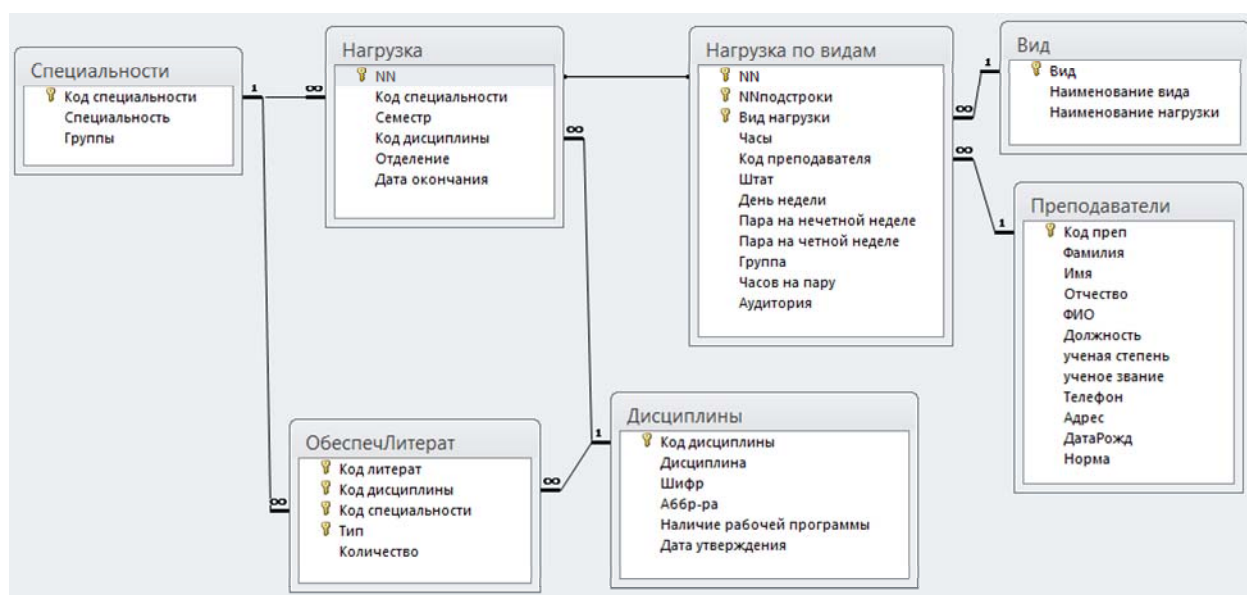 Специальности
Код специальности
Специальность
Группы
1
∞
Нагрузка
NN
Код специальности
Семестр
Код дисциплины
Отделение
Дата окончания
∞
Нагрузка по видам
NN
NNподстроки
Вид нагрузки
Часы
Код преподавателя
Штат
День недели
Пара на нечетной неделе
Пара на четной неделе
Группа
Часов на пару
Аудитория
∞
1
∞
1
Вид
Вид
Наименование вида
Наименование нагрузки
Преподаватели
Код преп
Фамилия
Имя
Отчество
ФИО
Должность
ученая степень
ученое звание
Телефон
Адрес
ДатаРожд
Норма
ОбеспечЛитерат
Код литерат
Код дисциплины
Код специальности
Тип
Количество
∞
∞
1
Дисциплины
Код дисциплины
Дисциплина
Шифр
Аббр-ра
Наличие рабочей программы
Дата утверждения